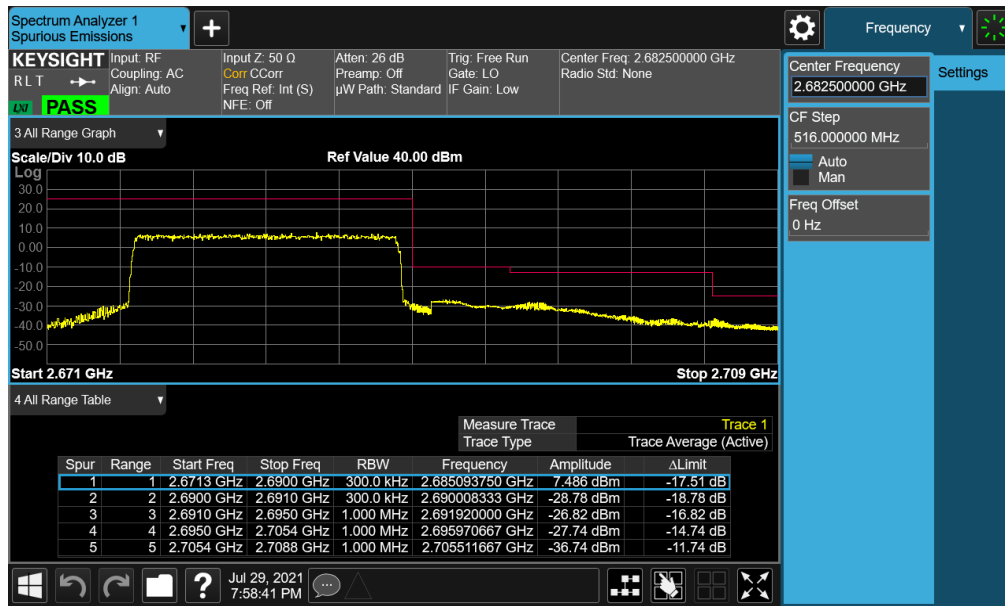 Spectrum Analyzer 1
Spurious Emissions
+
Frequency
KEYSIGHT
R L T
LXI
PASS
Input: RF
Coupling: AC
Align: Auto
Input Z: 50 Ω
Corr CCorr
Freq Ref: Int (S)
NFE: Off
Atten: 26 dB
Preamp: Off
µW Path: Standard
Trig: Free Run
Gate: LO
IF Gain: Low
Center Freq: 2.682500000 GHz
Radio Std: None
Center Frequency
2.682500000 GHz
Settings
CF Step
516.000000 MHz
Auto
Man
Freq Offset
0 Hz
3 All Range Graph
Scale/Div 10.0 dB
Ref Value 40.00 dBm
Log
30.0
20.0
10.0
0.00
-10.0
-20.0
-30.0
-40.0
-50.0
Start 2.671 GHz
Stop 2.709 GHz
4 All Range Table
Measure Trace Trace 1
Trace Type Trace Average (Active)
Spur Range Start Freq Stop Freq RBW Frequency Amplitude ΔLimit
1 1 2.6713 GHz 2.6900 GHz 300.0 kHz 2.685093750 GHz 7.486 dBm -17.51 dB
2 2 2.6900 GHz 2.6910 GHz 300.0 kHz 2.690008333 GHz -28.78 dBm -18.78 dB
3 3 2.6910 GHz 2.6950 GHz 1.000 MHz 2.691920000 GHz -26.82 dBm -16.82 dB
4 4 2.6950 GHz 2.7054 GHz 1.000 MHz 2.695970667 GHz -27.74 dBm -14.74 dB
5 5 2.7054 GHz 2.7088 GHz 1.000 MHz 2.705511667 GHz -36.74 dBm -11.74 dB
?
Jul 29, 2021
7:58:41 PM